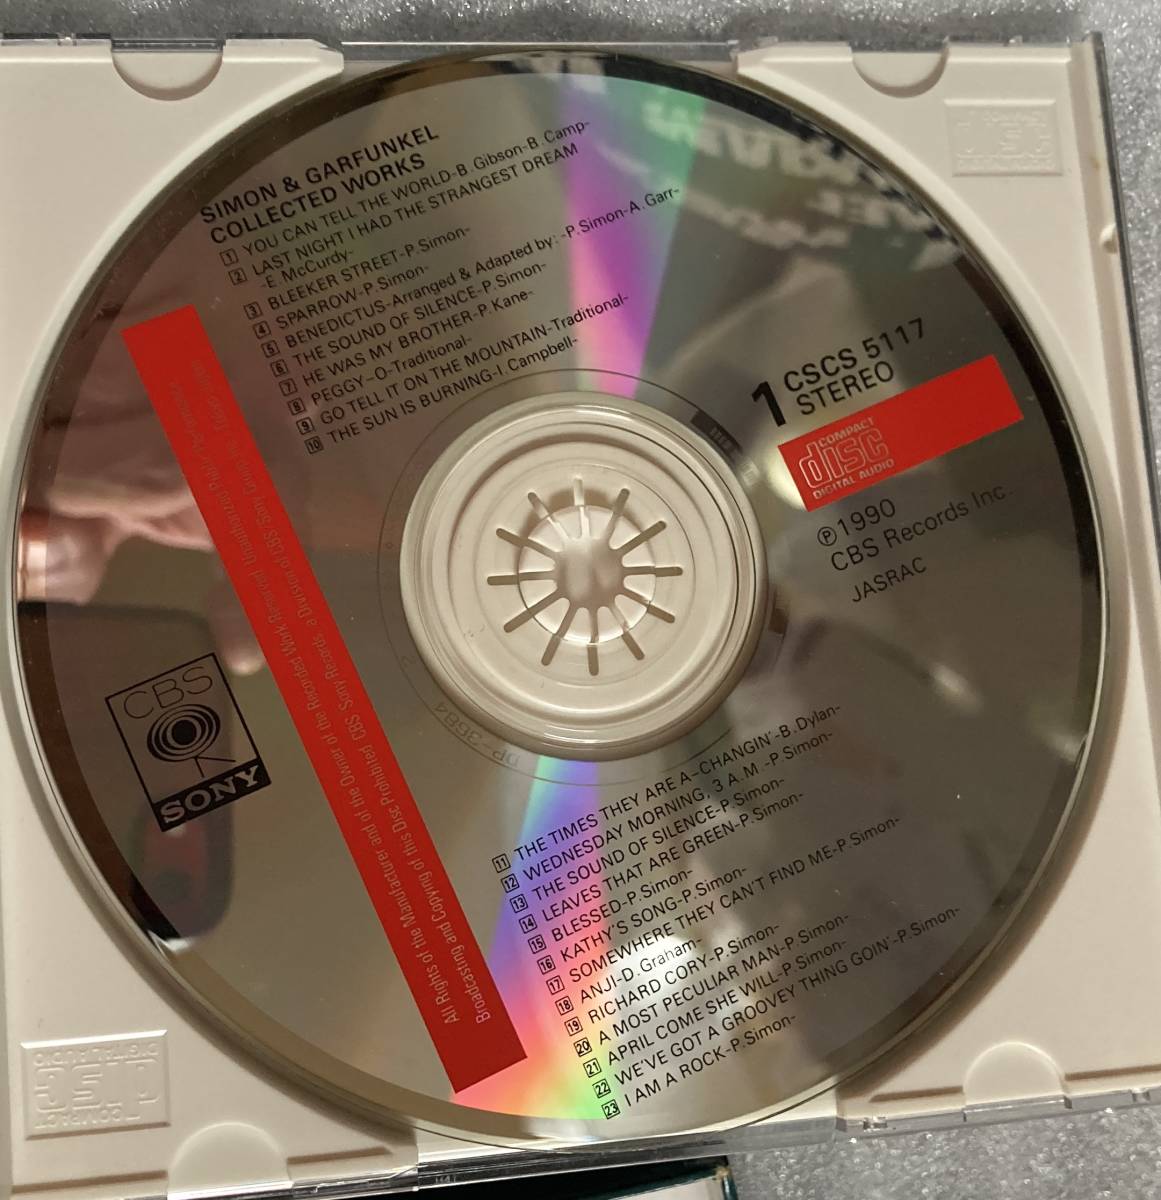 SIMON & GARFUNKEL
COLLECTED WORKS
1 YOU CAN TELL THE WORLD-B. Gibson-B. Camp-
2 LAST NIGHT I HAD THE STRANGEST DREAM
-E. McCurdy-
3 BLEEKER STREET-P. Simon-
4 SPARROW-P. Simon-
5 BENEDICTUS-Arranged & Adapted by: -P. Simon-A. Garr-
6 THE SOUND OF SILENCE-P. Simon-
7 HE WAS MY BROTHER-P. Kane-
8 PEGGY-O-Traditional-
9 GO TELL IT ON THE MOUNTAIN-Traditional-
10 THE SUN IS BURNING-I. Campbell-
1 CSCS 5117
STEREO
COMPACT
disc
DIGITAL AUDIO
℗1990
CBS Records Inc.
JASRAC
CBS
SONY
All Rights of the Manufacturer and of the Owner of the Recorded Work Reserved. Unauthorized Public Performance
Broadcasting and Copying of this Disc Prohibited. CBS/Sony Records, a Division of CBS/Sony Group Inc.
DP-3684 2
11 THE TIMES THEY ARE A-CHANGIN'-B. Dylan-
12 WEDNESDAY MORNING, 3 A.M.-P. Simon-
13 THE SOUND OF SILENCE-P. Simon-
14 LEAVES THAT ARE GREEN-P. Simon-
15 BLESSED-P. Simon-
16 KATHY'S SONG-P. Simon-
17 SOMEWHERE THEY CAN'T FIND ME-P. Simon-
18 ANJI-D. Graham-
19 RICHARD CORY-P. Simon-
20 A MOST PECULIAR MAN-P. Simon-
21 APRIL COME SHE WILL-P. Simon-
22 WE'VE GOT A GROOVEY THING GOIN'-P. Simon-
23 I AM A ROCK-P. Simon-